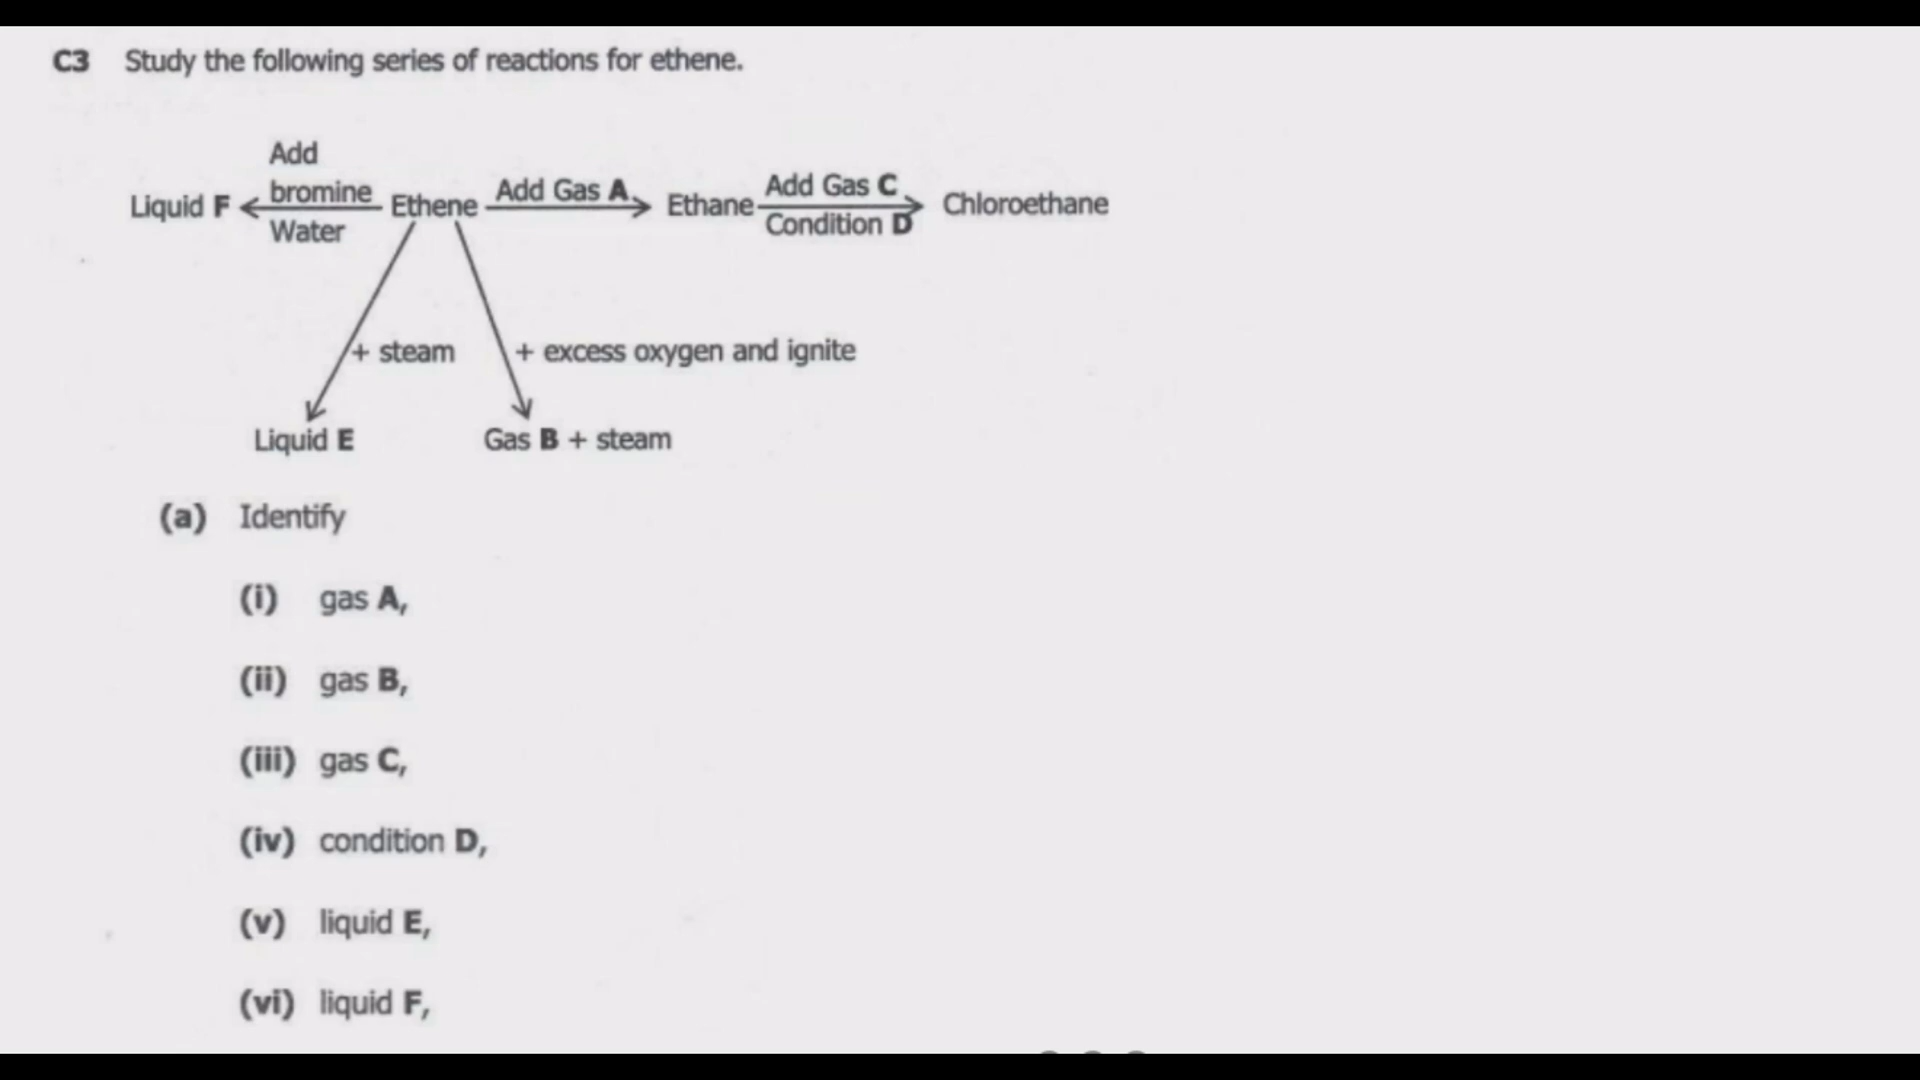 C3 Study the following series of reactions for ethene.
Add
bromine
Water
Liquid F
Ethene
Add Gas A
Ethane
Add Gas C
Condition D
Chloroethane
+ steam
+ excess oxygen and ignite
Liquid E
Gas B + steam
(a) Identify
(i) gas A,
(ii) gas B,
(iii) gas C,
(iv) condition D,
(v) liquid E,
(vi) liquid F,